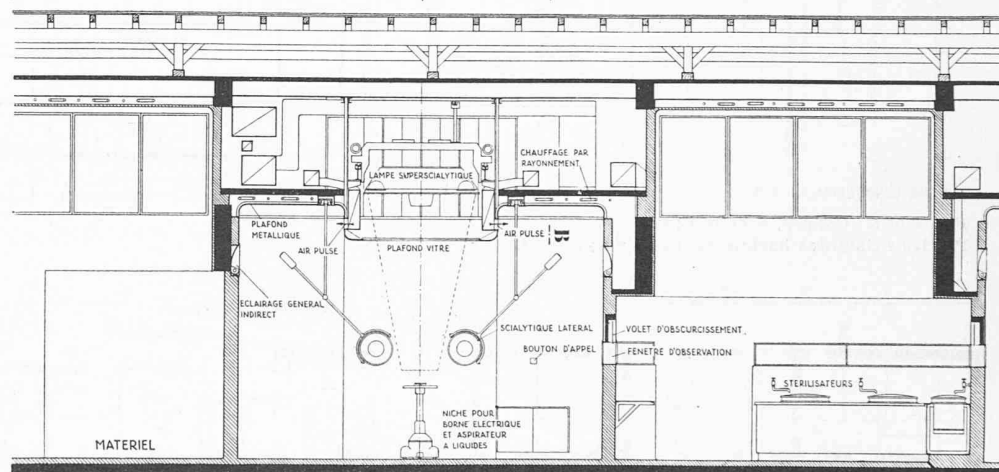 CHAUFFAGE PAR
RAYONNEMENT
LAMPE SUPERSCIALYTIQUE
PLAFOND
METALLIQUE
AIR PULSE
PLAFOND VITRE
AIR PULSE
B
ECLAIRAGE GENERAL
INDIRECT
SCIALYTIQUE LATERAL
BOUTON D'APPEL
VOLET D'OBSCURCISSEMENT
FENETRE D'OBSERVATION
STERILISATEURS
NICHE POUR
BORNE ELECTRIQUE
ET ASPIRATEUR
A LIQUIDES
MATERIEL